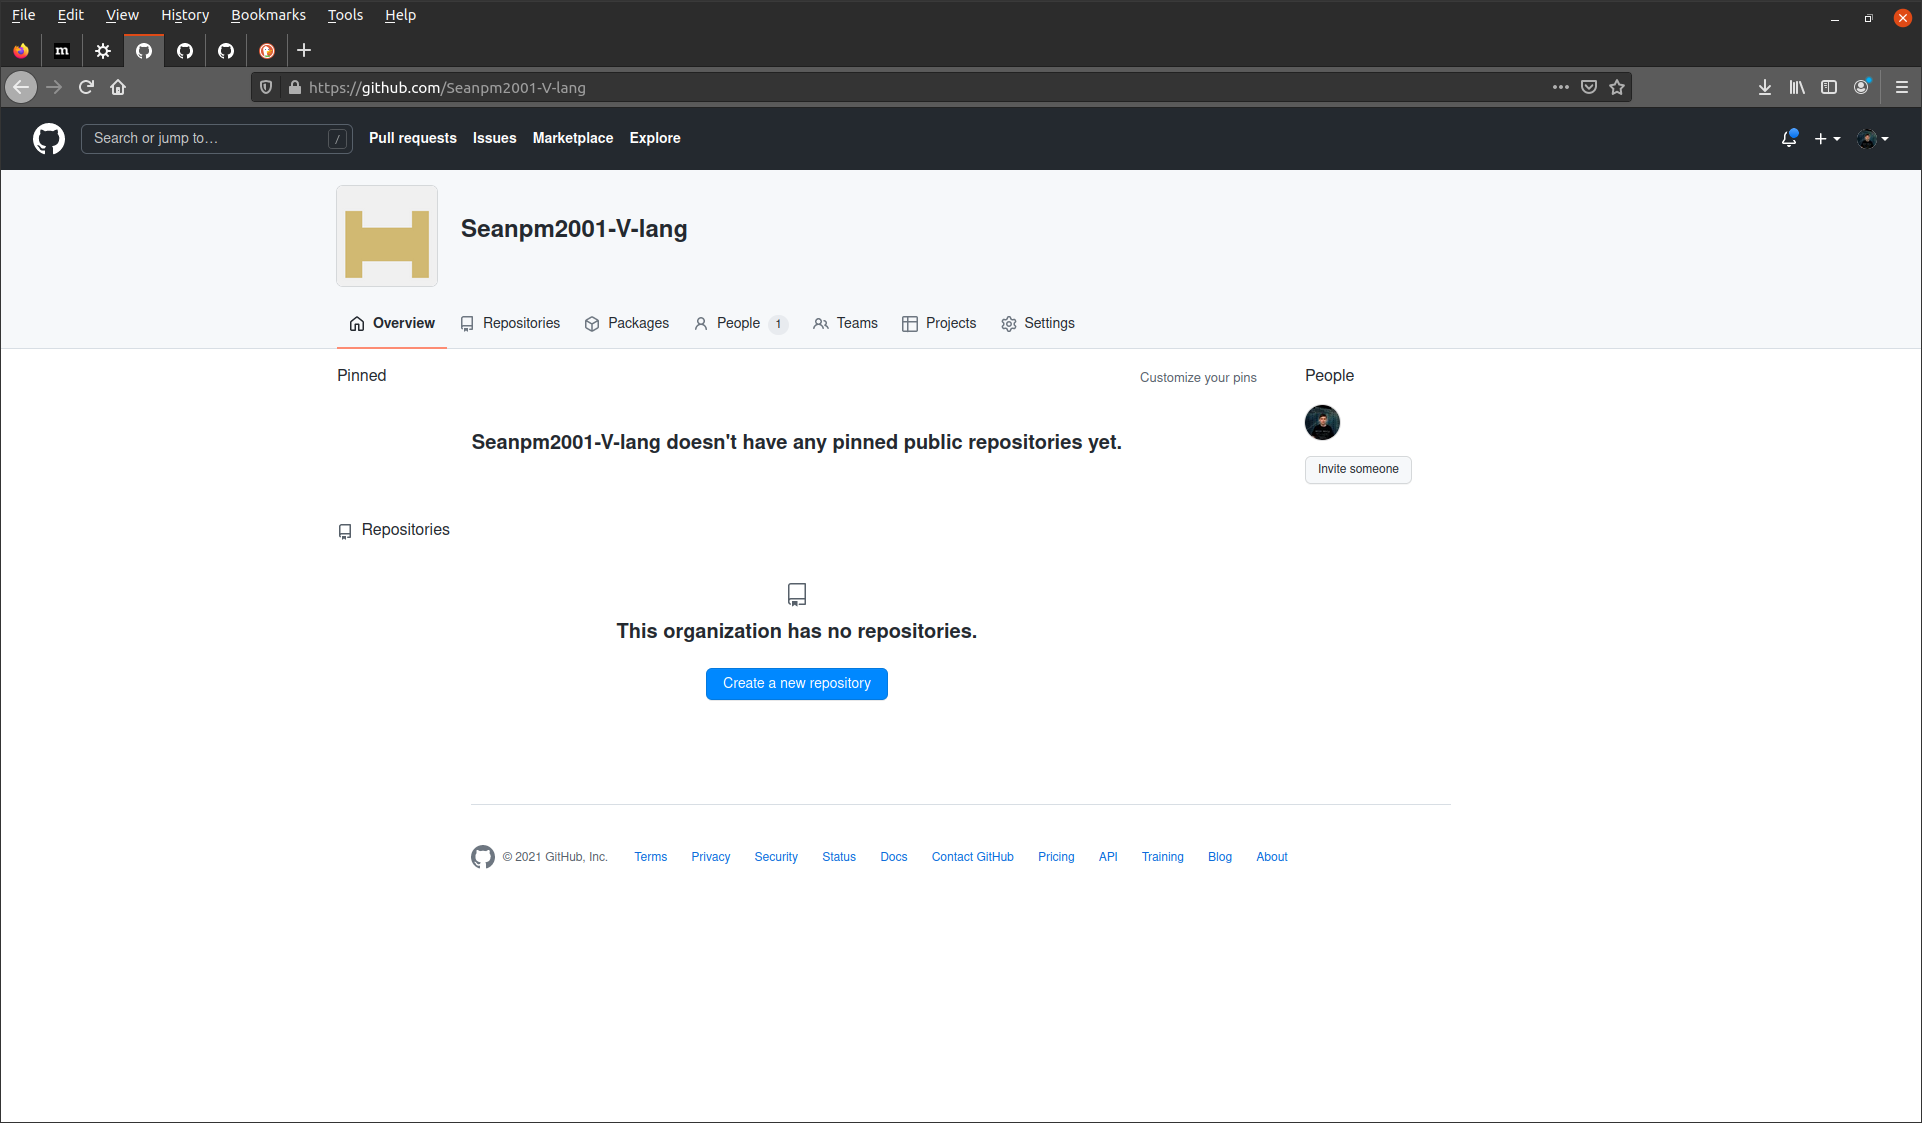 File Edit View History Bookmarks Tools Help
m
https://github.com/Seanpm2001-V-lang
Search or jump to… / Pull requests Issues Marketplace Explore
Seanpm2001-V-lang
Overview Repositories Packages People 1 Teams Projects Settings
Pinned Customize your pins People
Seanpm2001-V-lang doesn't have any pinned public repositories yet.
Invite someone
Repositories
This organization has no repositories.
Create a new repository
© 2021 GitHub, Inc. Terms Privacy Security Status Docs Contact GitHub Pricing API Training Blog About